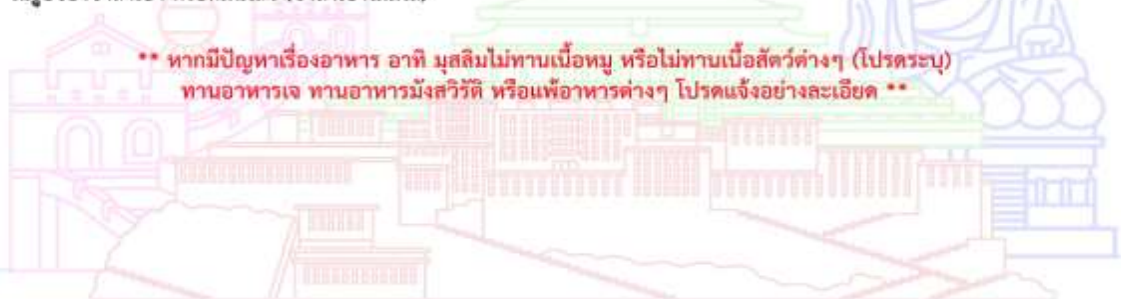 ** หากมีปัญหาเรื่องอาหาร อาทิ มุสลิมไม่ทานเนื้อหมู หรือไม่ทานเนื้อสัตว์ต่างๆ (โปรดระบุ)
ทานอาหารเจ ทานอาหารมังสวิรัติ หรือแพ้อาหารต่างๆ โปรดแจ้งอย่างละเอียด **